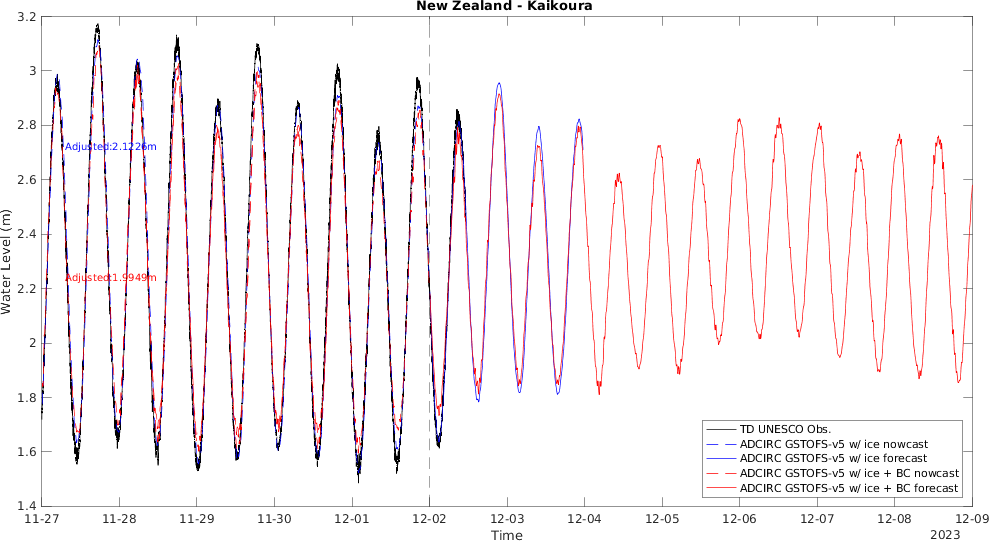 New Zealand - Kaikoura
Water Level (m)
3.2
3
2.8
2.6
2.4
2.2
2
1.8
1.6
1.4
Adjusted:2.1226m
Adjusted:1.9949m
TD UNESCO Obs.
ADCIRC GSTOFS-v5 w/ ice nowcast
ADCIRC GSTOFS-v5 w/ ice forecast
ADCIRC GSTOFS-v5 w/ ice + BC nowcast
ADCIRC GSTOFS-v5 w/ ice + BC forecast
11-27 11-28 11-29 11-30 12-01 12-02 12-03 12-04 12-05 12-06 12-07 12-08 12-09
Time
2023